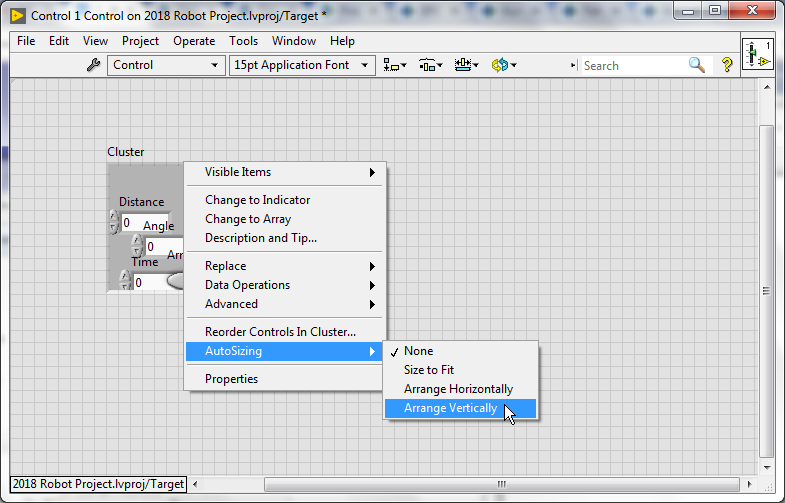 Control 1 Control on 2018 Robot Project.lvproj/Target *
File Edit View Project Operate Tools Window Help
Control 15pt Application Font Search ? 1
Cluster
Visible Items
Change to Indicator
Distance
Change to Array
0 Angle
Description and Tip...
0 Arr
Time
Replace
0
Data Operations
Advanced
Reorder Controls In Cluster...
AutoSizing
None
Size to Fit
Properties
Arrange Horizontally
Arrange Vertically
2018 Robot Project.lvproj/Target